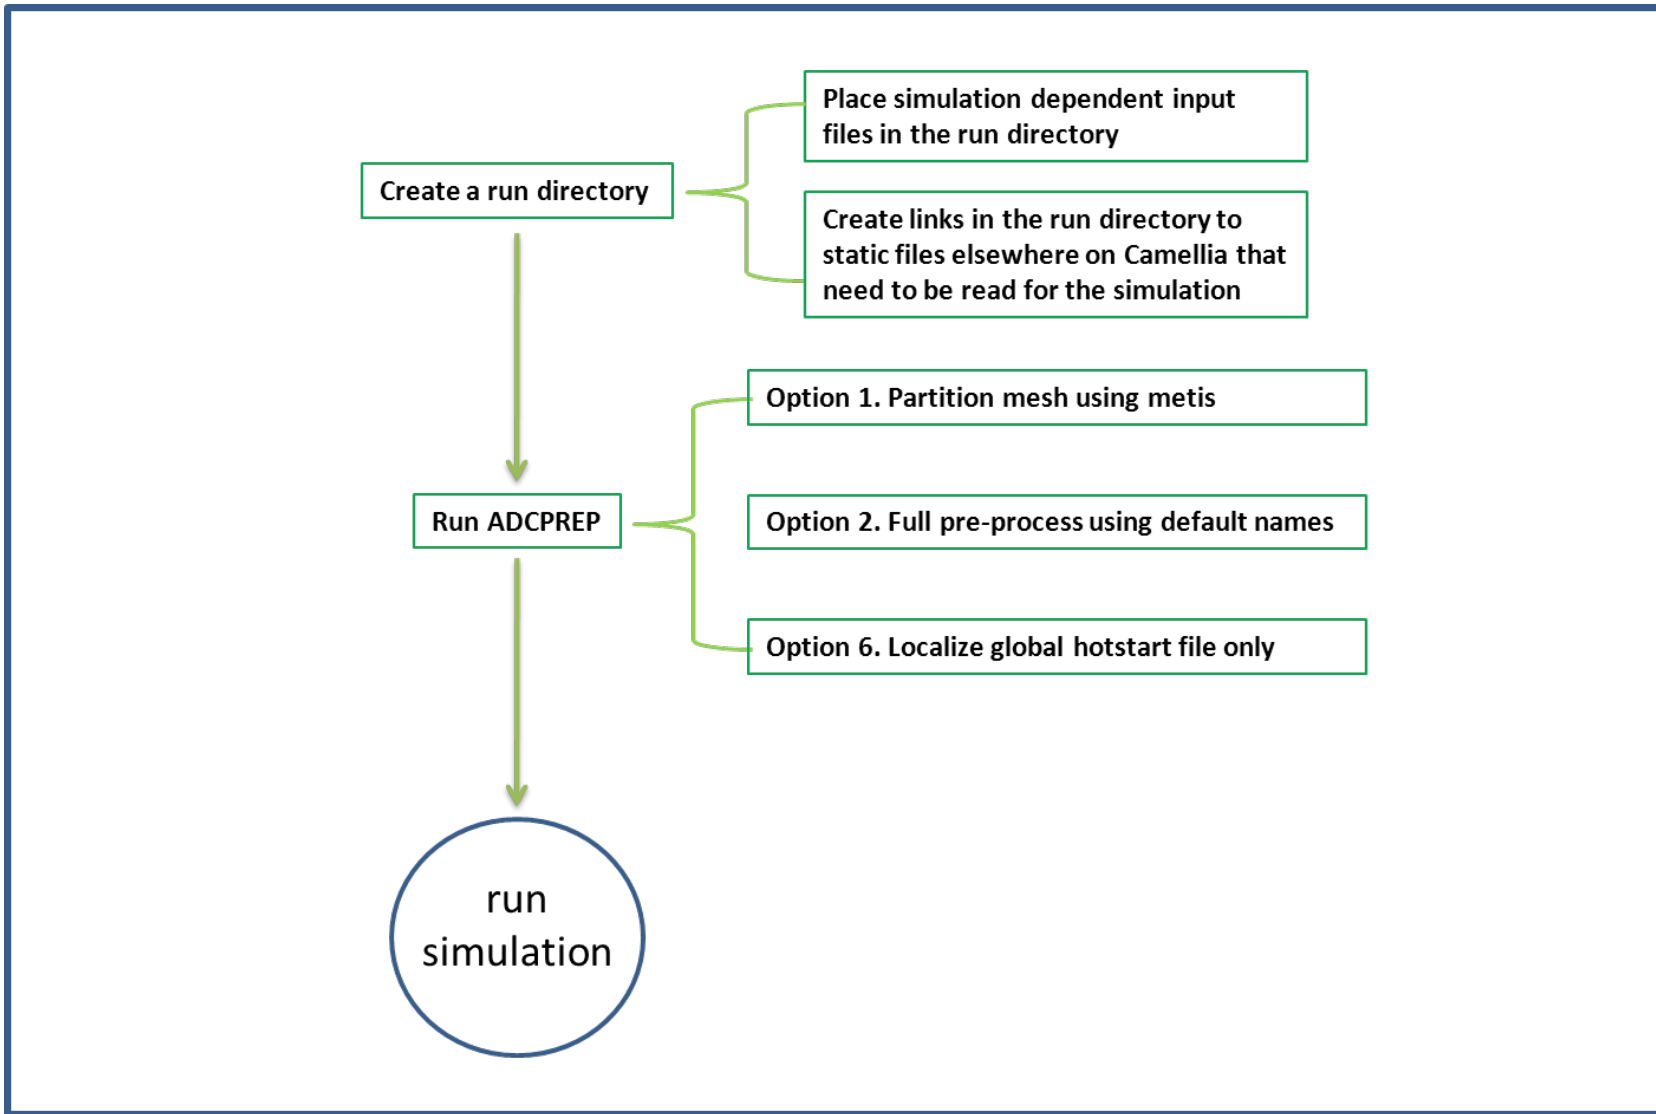 Place simulation dependent input
files in the run directory
Create a run directory
Create links in the run directory to
static files elsewhere on Camellia that
need to be read for the simulation
Option 1. Partition mesh using metis
Run ADCPREP
Option 2. Full pre-process using default names
Option 6. Localize global hotstart file only
run
simulation